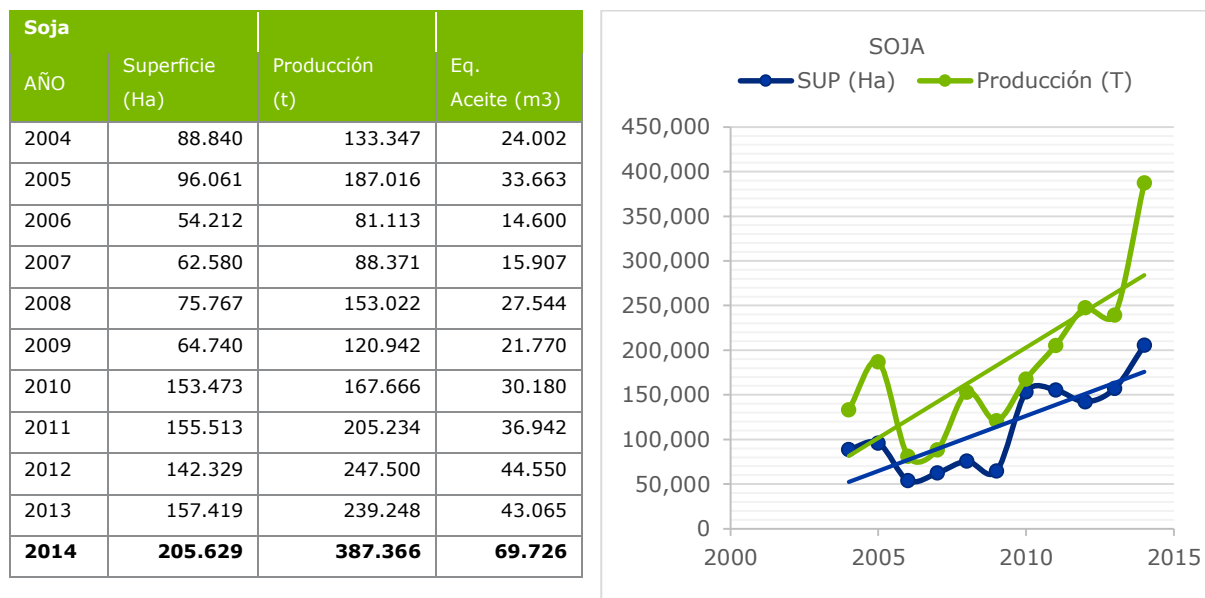 Soja
AÑO Superficie (Ha) Producción (t) Eq. Aceite (m3)
2004 88.840 133.347 24.002
2005 96.061 187.016 33.663
2006 54.212 81.113 14.600
2007 62.580 88.371 15.907
2008 75.767 153.022 27.544
2009 64.740 120.942 21.770
2010 153.473 167.666 30.180
2011 155.513 205.234 36.942
2012 142.329 247.500 44.550
2013 157.419 239.248 43.065
2014 205.629 387.366 69.726
SOJA
SUP (Ha) Producción (T)
450,000
400,000
350,000
300,000
250,000
200,000
150,000
100,000
50,000
0
2000 2005 2010 2015